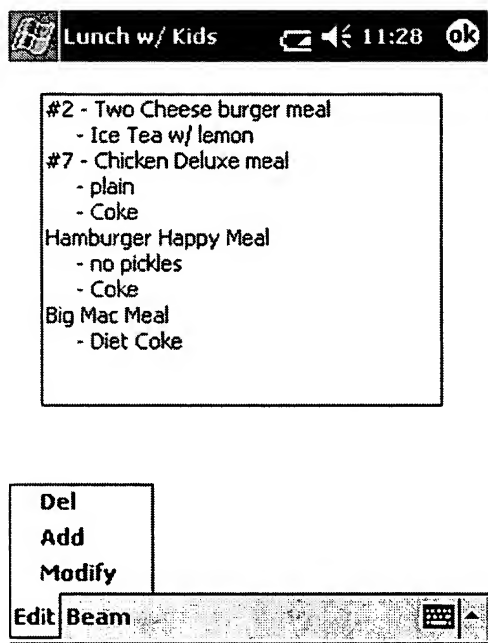 Lunch w/ Kids 11:28 ok
#2 - Two Cheese burger meal
- Ice Tea w/ lemon
#7 - Chicken Deluxe meal
- plain
- Coke
Hamburger Happy Meal
- no pickles
- Coke
Big Mac Meal
- Diet Coke
Del
Add
Modify
Edit Beam